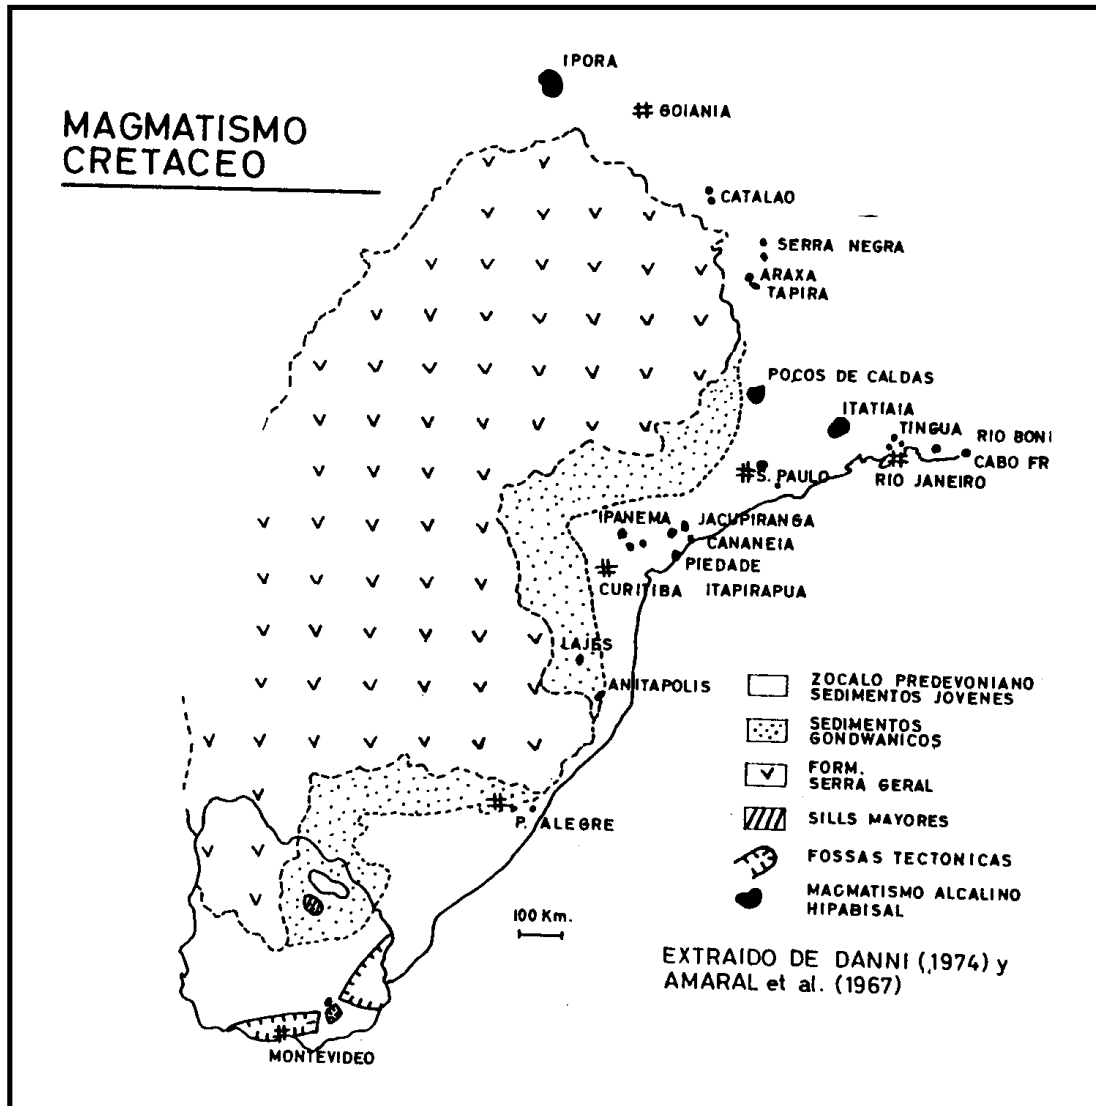 MAGMATISMO
CRETACEO
IPORA
GOIANIA
CATALAO
SERRA NEGRA
ARAXA
TAPIRA
POÇOS DE CALDAS
ITATIAIA
TINGUA
RIO BONI
CABO FR
RIO JANEIRO
S. PAULO
IPANEMA
JACUPIRANGA
CANANEIA
PIEDADE
CURITIBA
ITAPIRAPUA
LAJES
ANITAPOLIS
P. ALEGRE
MONTEVIDEO
ZOCALO PREDEVONIANO
SEDIMENTOS JOVENES
SEDIMENTOS
GONDWANICOS
V FORM.
SERRA GERAL
SILLS MAYORES
FOSSAS TECTONICAS
MAGMATISMO ALCALINO
HIPABISAL
100 Km.
EXTRAIDO DE DANNI (,1974) y
AMARAL et al. (1967)